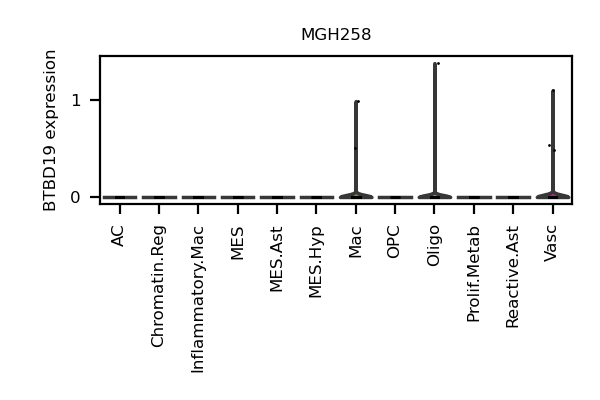 MGH258
BTBD19 expression
1
0
AC
Chromatin.Reg
Inflammatory.Mac
MES
MES.Ast
MES.Hyp
Mac
OPC
Oligo
Prolif.Metab
Reactive.Ast
Vasc